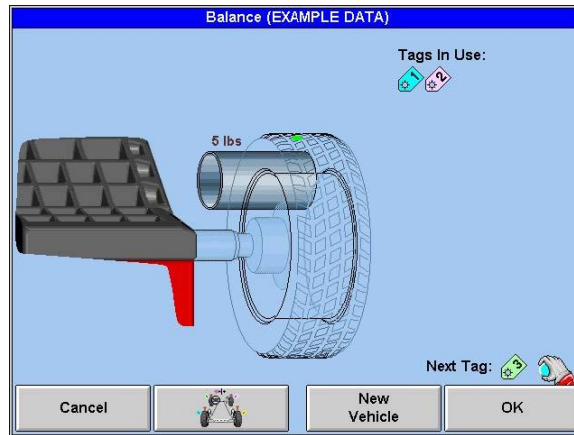 Balance (EXAMPLE DATA)
Tags In Use:
1 2
5 lbs
Next Tag: 3
Cancel
New
Vehicle
OK